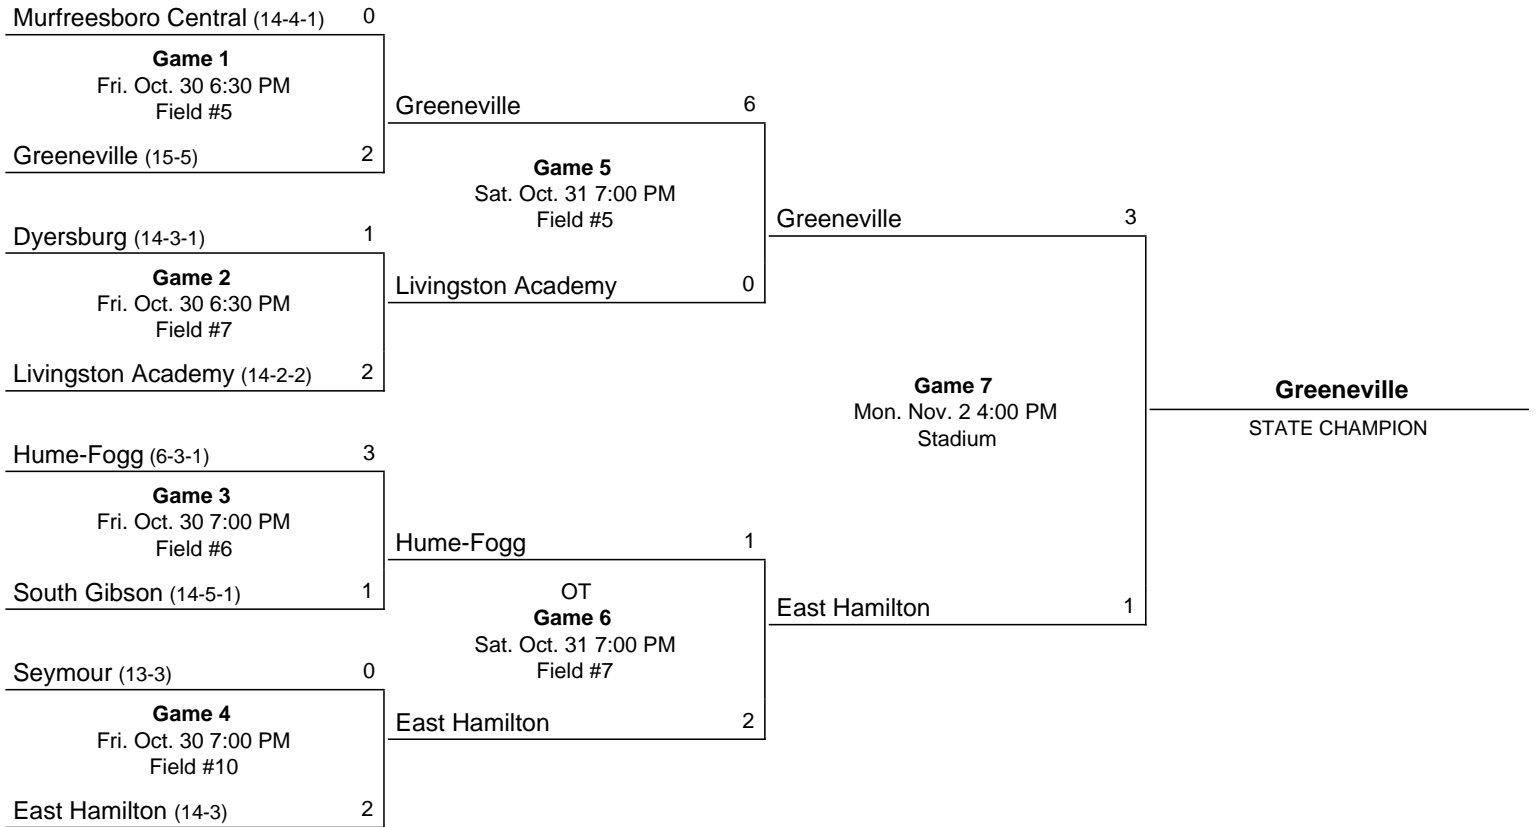 Murfreesboro Central (14-4-1) 0
Game 1
Fri. Oct. 30 6:30 PM
Field #5
Greeneville (15-5) 2
Dyersburg (14-3-1) 1
Game 2
Fri. Oct. 30 6:30 PM
Field #7
Livingston Academy (14-2-2) 2
Hume-Fogg (6-3-1) 3
Game 3
Fri. Oct. 30 7:00 PM
Field #6
South Gibson (14-5-1) 1
Seymour (13-3) 0
Game 4
Fri. Oct. 30 7:00 PM
Field #10
East Hamilton (14-3) 2
Greeneville 6
Game 5
Sat. Oct. 31 7:00 PM
Field #5
Livingston Academy 0
Hume-Fogg 1
OT
Game 6
Sat. Oct. 31 7:00 PM
Field #7
East Hamilton 2
Greeneville 3
Game 7
Mon. Nov. 2 4:00 PM
Stadium
East Hamilton 1
Greeneville
STATE CHAMPION